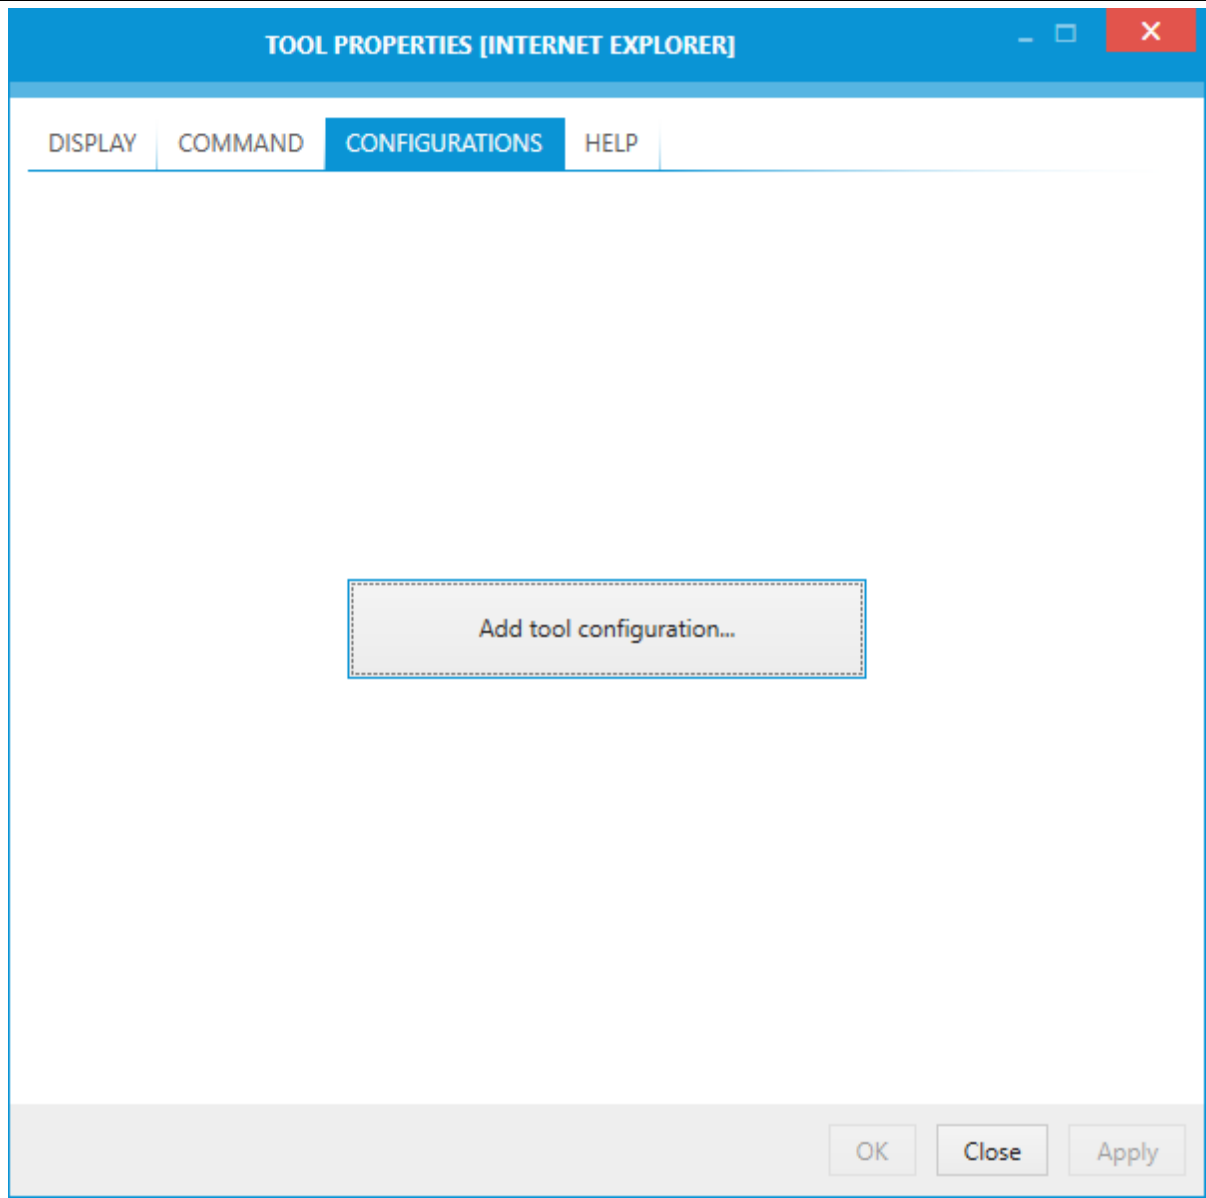 TOOL PROPERTIES [INTERNET EXPLORER]
DISPLAY COMMAND CONFIGURATIONS HELP
Add tool configuration...
OK Close Apply